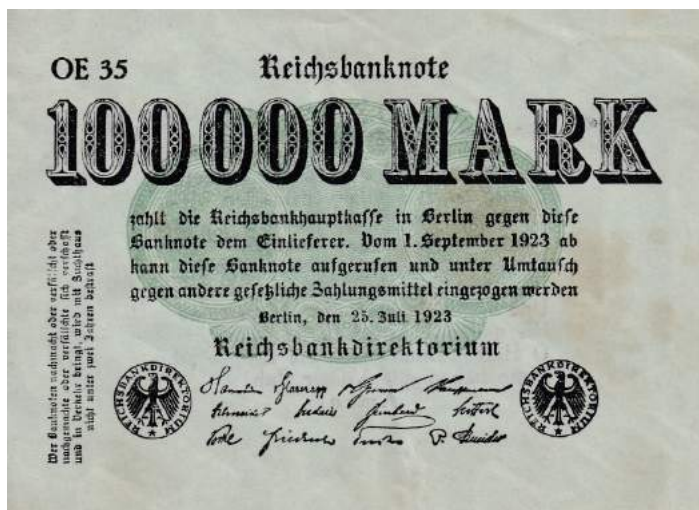 OE 35
Reichsbanknote
100000 MARK
zahlt die Reichsbankhauptkasse in Berlin gegen diese
Banknote dem Einlieferer. Vom 1. September 1923 ab
kann diese Banknote aufgerufen und unter Umtausch
gegen andere gesetzliche Zahlungsmittel eingezogen werden
Berlin, den 25. Juli 1923
Reichsbankdirektorium
Wer Banknoten nachmacht oder verfälscht oder
nachgemachte oder verfälschte sich verschafft
und in Verkehr bringt, wird mit Zuchthaus
nicht unter zwei Jahren bestraft
REICHSBANKDIREKTORIUM
REICHSBANKDIREKTORIUM